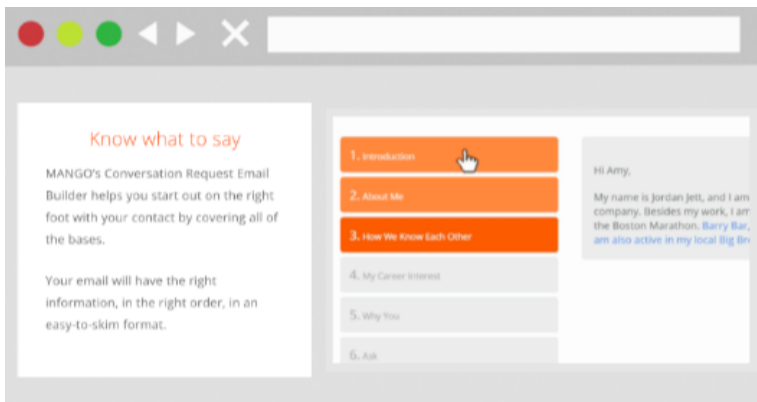 Know what to say
MANGO's Conversation Request Email
Builder helps you start out on the right
foot with your contact by covering all of
the bases.
Your email will have the right
information, in the right order, in an
easy-to-skim format.
1. Introduction
2. About Me
3. How We Know Each Other
4. My Career Interest
5. Why You
6. Ask
Hi Amy,
My name is Jordan Jett, and I am
company. Besides my work, I am
the Boston Marathon. Barry Bar,
am also active in my local Big Bro